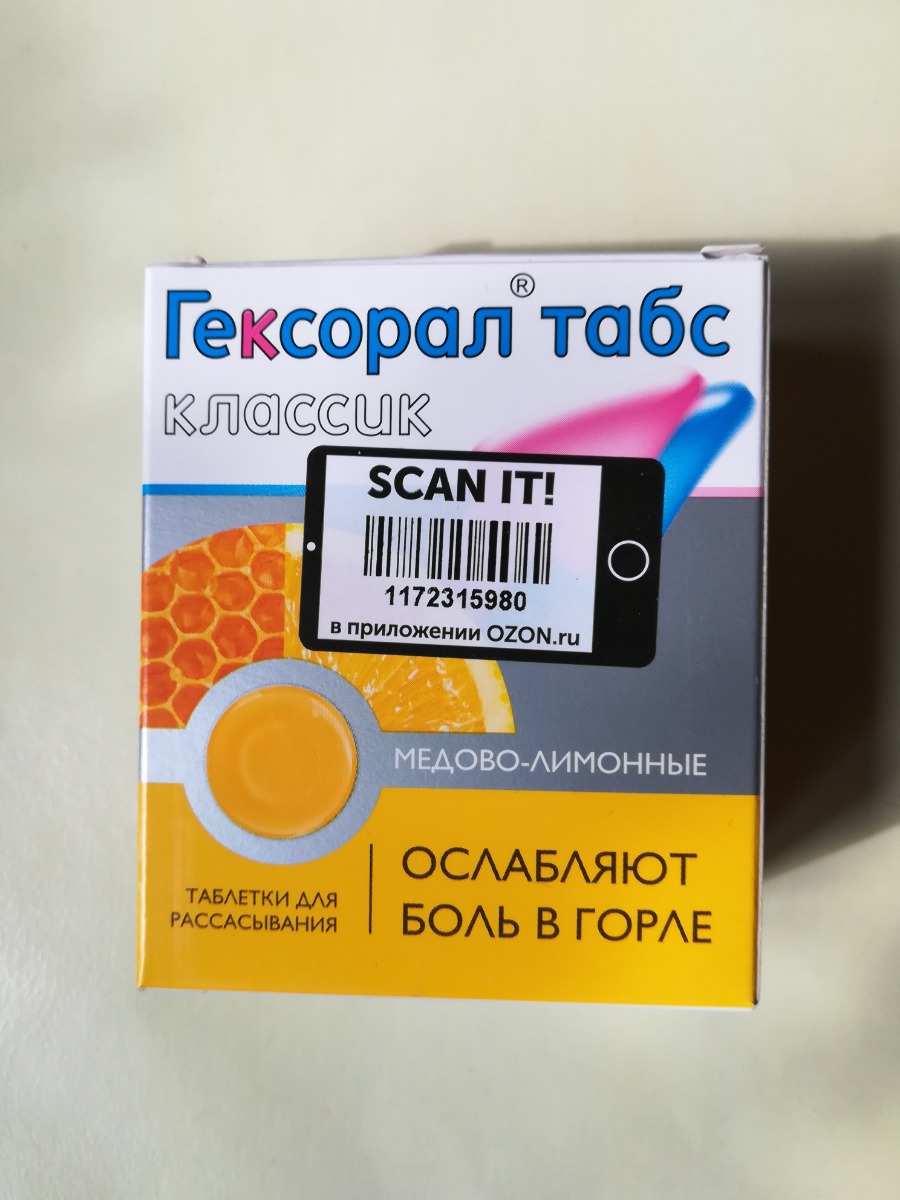 Гексорал® табс
классик
SCAN IT!
1172315980
в приложении OZON.ru
МЕДОВО-ЛИМОННЫЕ
ТАБЛЕТКИ ДЛЯ
РАССАСЫВАНИЯ
ОСЛАБЛЯЮТ
БОЛЬ В ГОРЛЕ